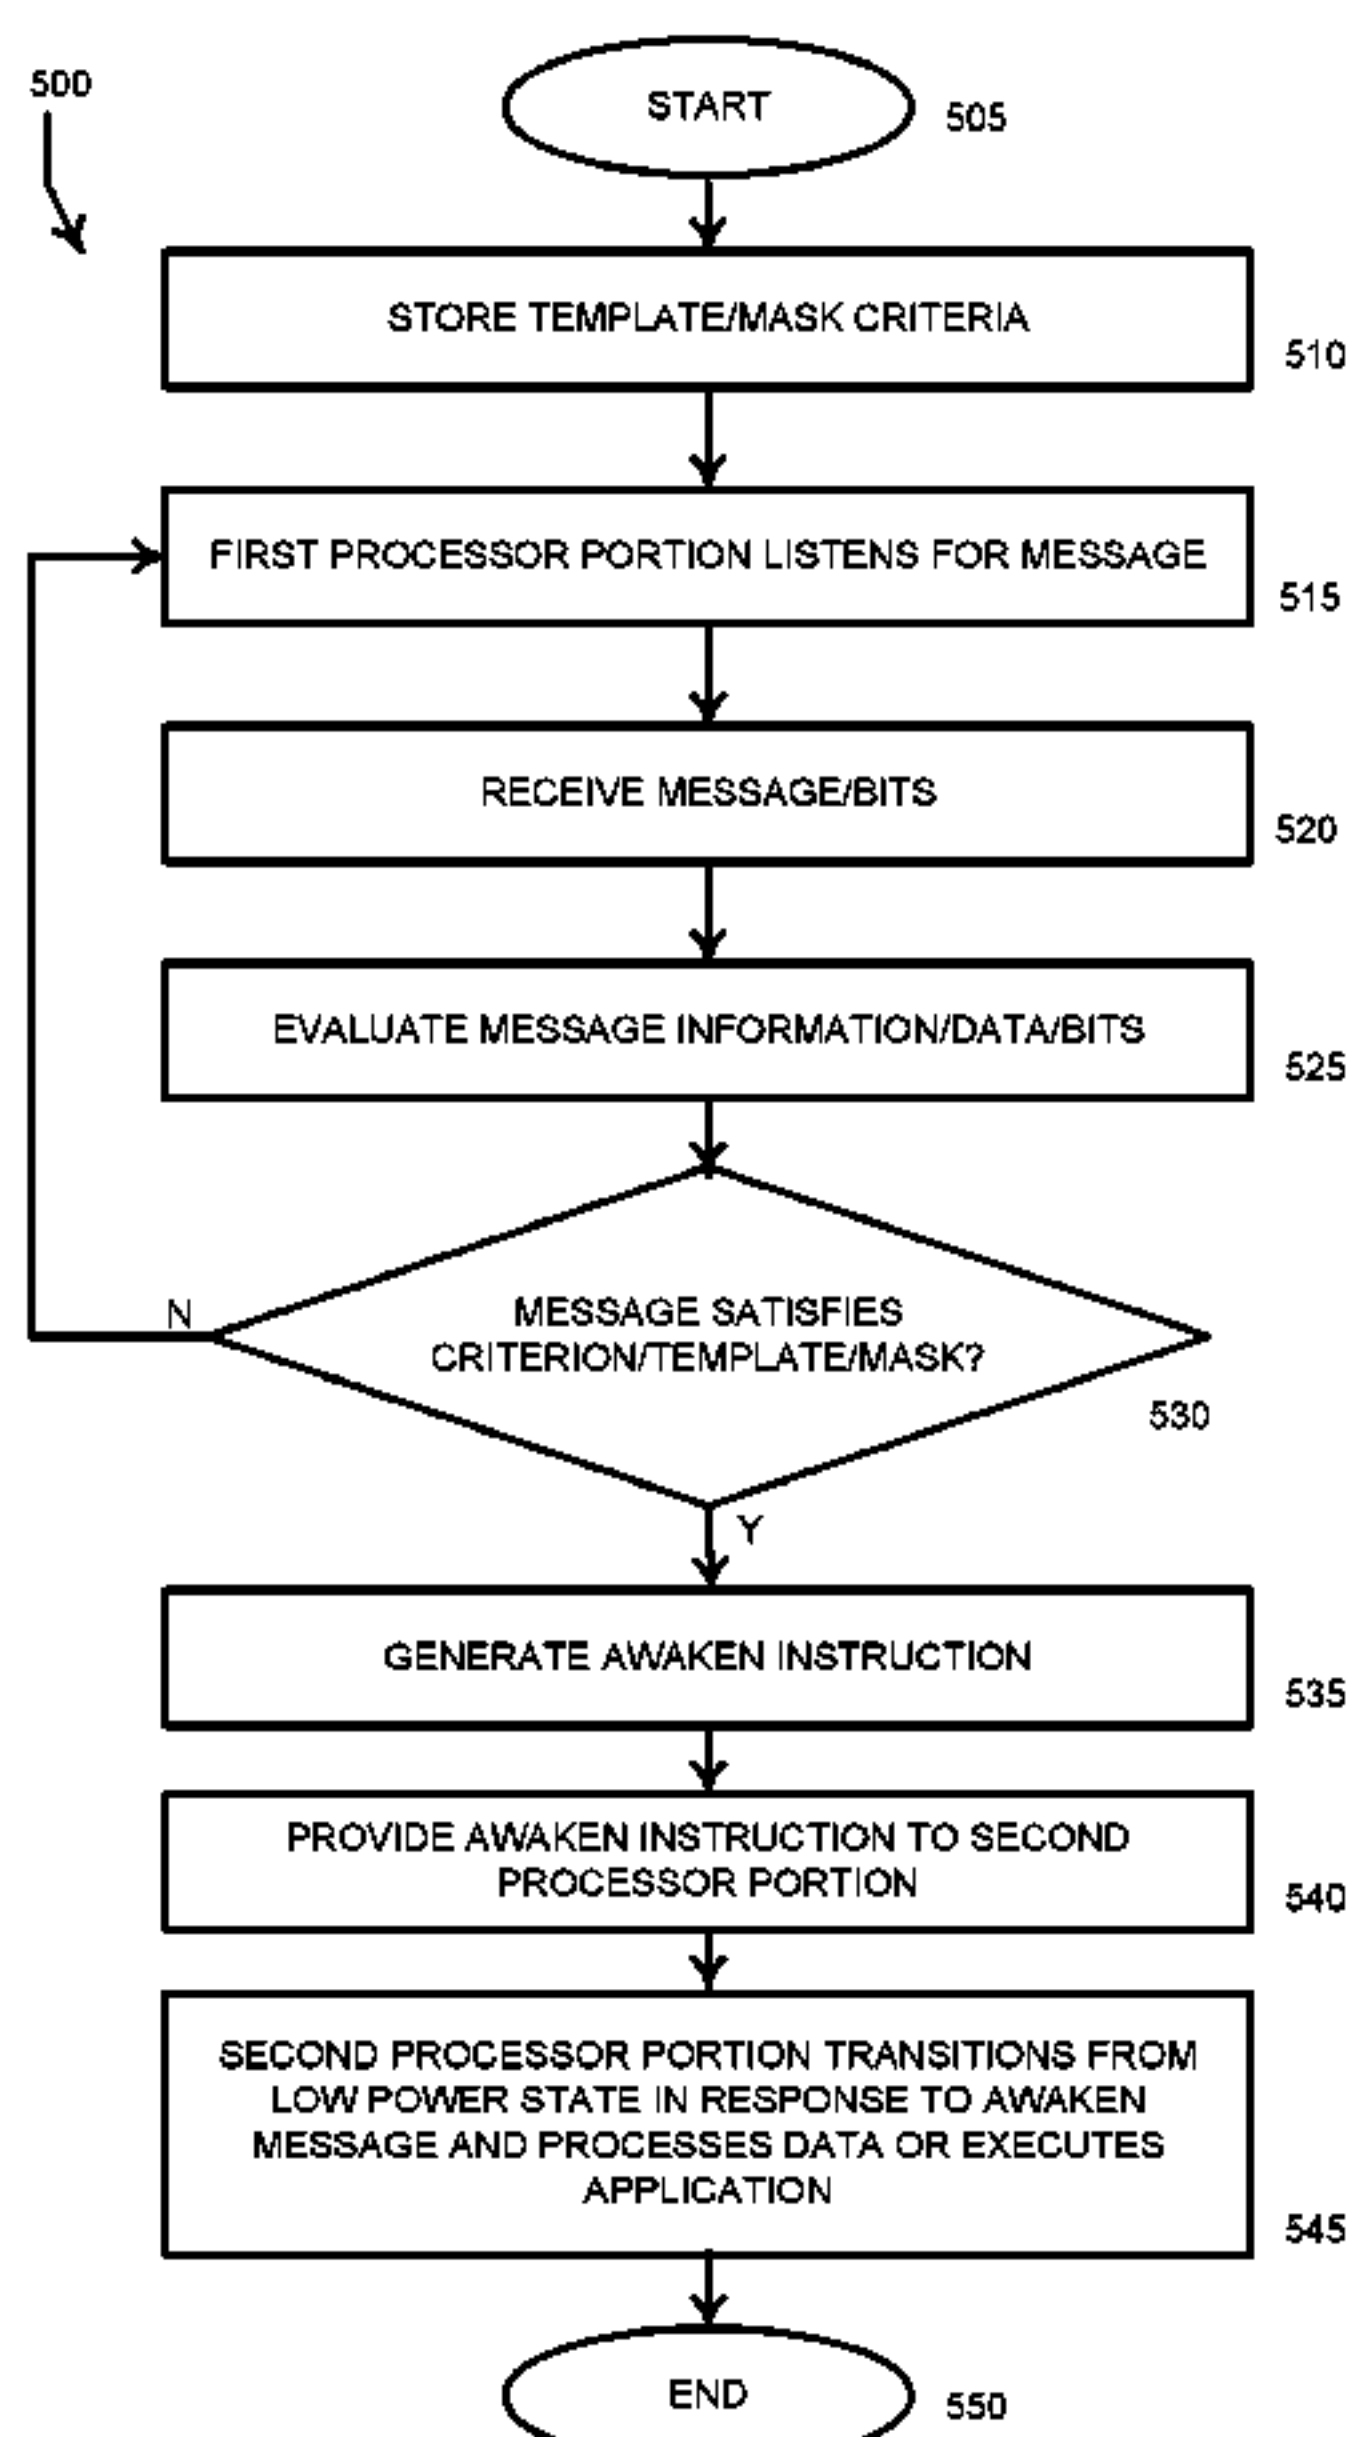 500
START
505
STORE TEMPLATE/MASK CRITERIA
510
FIRST PROCESSOR PORTION LISTENS FOR MESSAGE
515
RECEIVE MESSAGE/BITS
520
EVALUATE MESSAGE INFORMATION/DATA/BITS
525
N
MESSAGE SATISFIES
CRITERION/TEMPLATE/MASK?
530
Y
GENERATE AWAKEN INSTRUCTION
535
PROVIDE AWAKEN INSTRUCTION TO SECOND
PROCESSOR PORTION
540
SECOND PROCESSOR PORTION TRANSITIONS FROM
LOW POWER STATE IN RESPONSE TO AWAKEN
MESSAGE AND PROCESSES DATA OR EXECUTES
APPLICATION
545
END
550